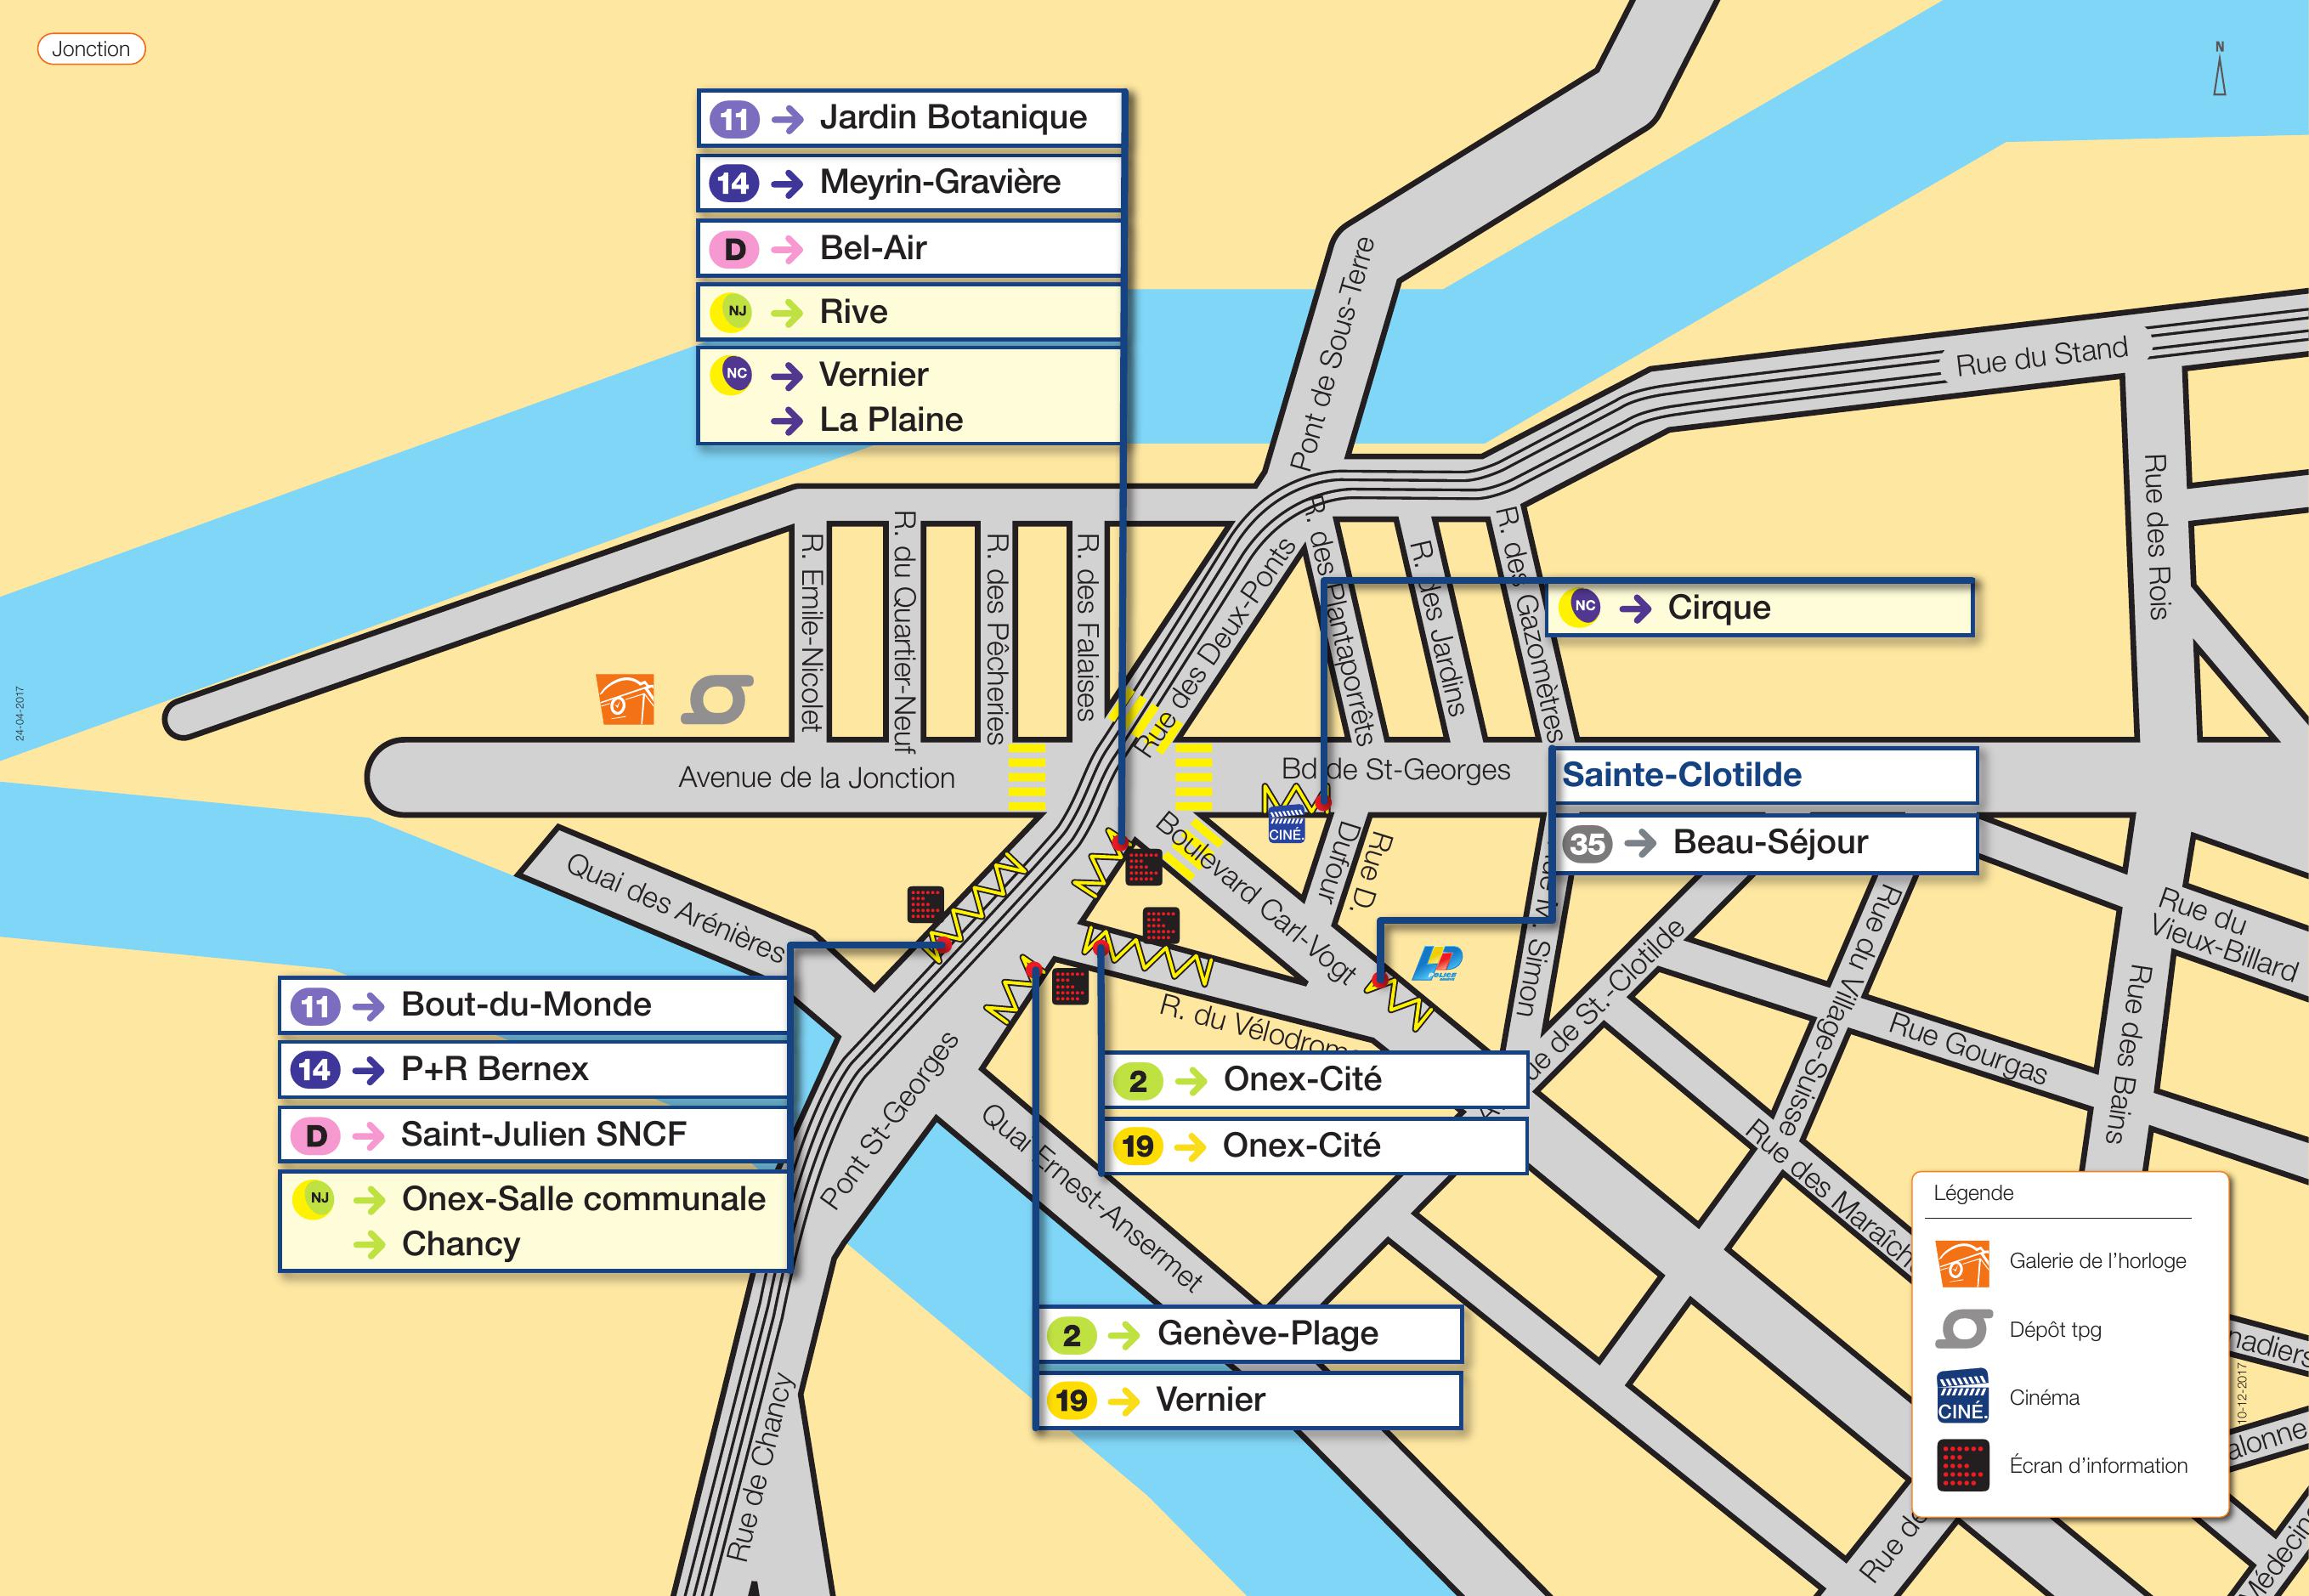 Jonction
N
11 → Jardin Botanique
14 → Meyrin-Gravière
D → Bel-Air
NJ → Rive
NC → Vernier
→ La Plaine
Pont de Sous-Terre
Rue du Stand
Rue des Rois
R. Emile-Nicolet
R. du Quartier-Neuf
R. des Pêcheries
R. des Falaises
Rue des Deux-Ponts
R. des Plantaporrêts
R. des Jardins
R. des Gazomètres
NC → Cirque
24-04-2017
Avenue de la Jonction
Bd de St-Georges
CINÉ.
Sainte-Clotilde
35 → Beau-Séjour
Quai des Arénières
Boulevard Carl-Vogt
Rue D.
Dufour
Simon
de St.-Clotilde
Rue du Village-Suisse
Rue du
Vieux-Billard
POLICE
Rue Gourgas
Rue des Bains
R. du Vélodrome
11 → Bout-du-Monde
14 → P+R Bernex
D → Saint-Julien SNCF
NJ → Onex-Salle communale
→ Chancy
Pont St-Georges
Quai Ernest-Ansermet
2 → Onex-Cité
19 → Onex-Cité
Rue des Maraîch
2 → Genève-Plage
19 → Vernier
Rue de Chancy
Légende
Galerie de l'horloge
Dépôt tpg
CINÉ.
Cinéma
Écran d'information
10-12-2017
nadiers
alonne
Rue de
Médecin